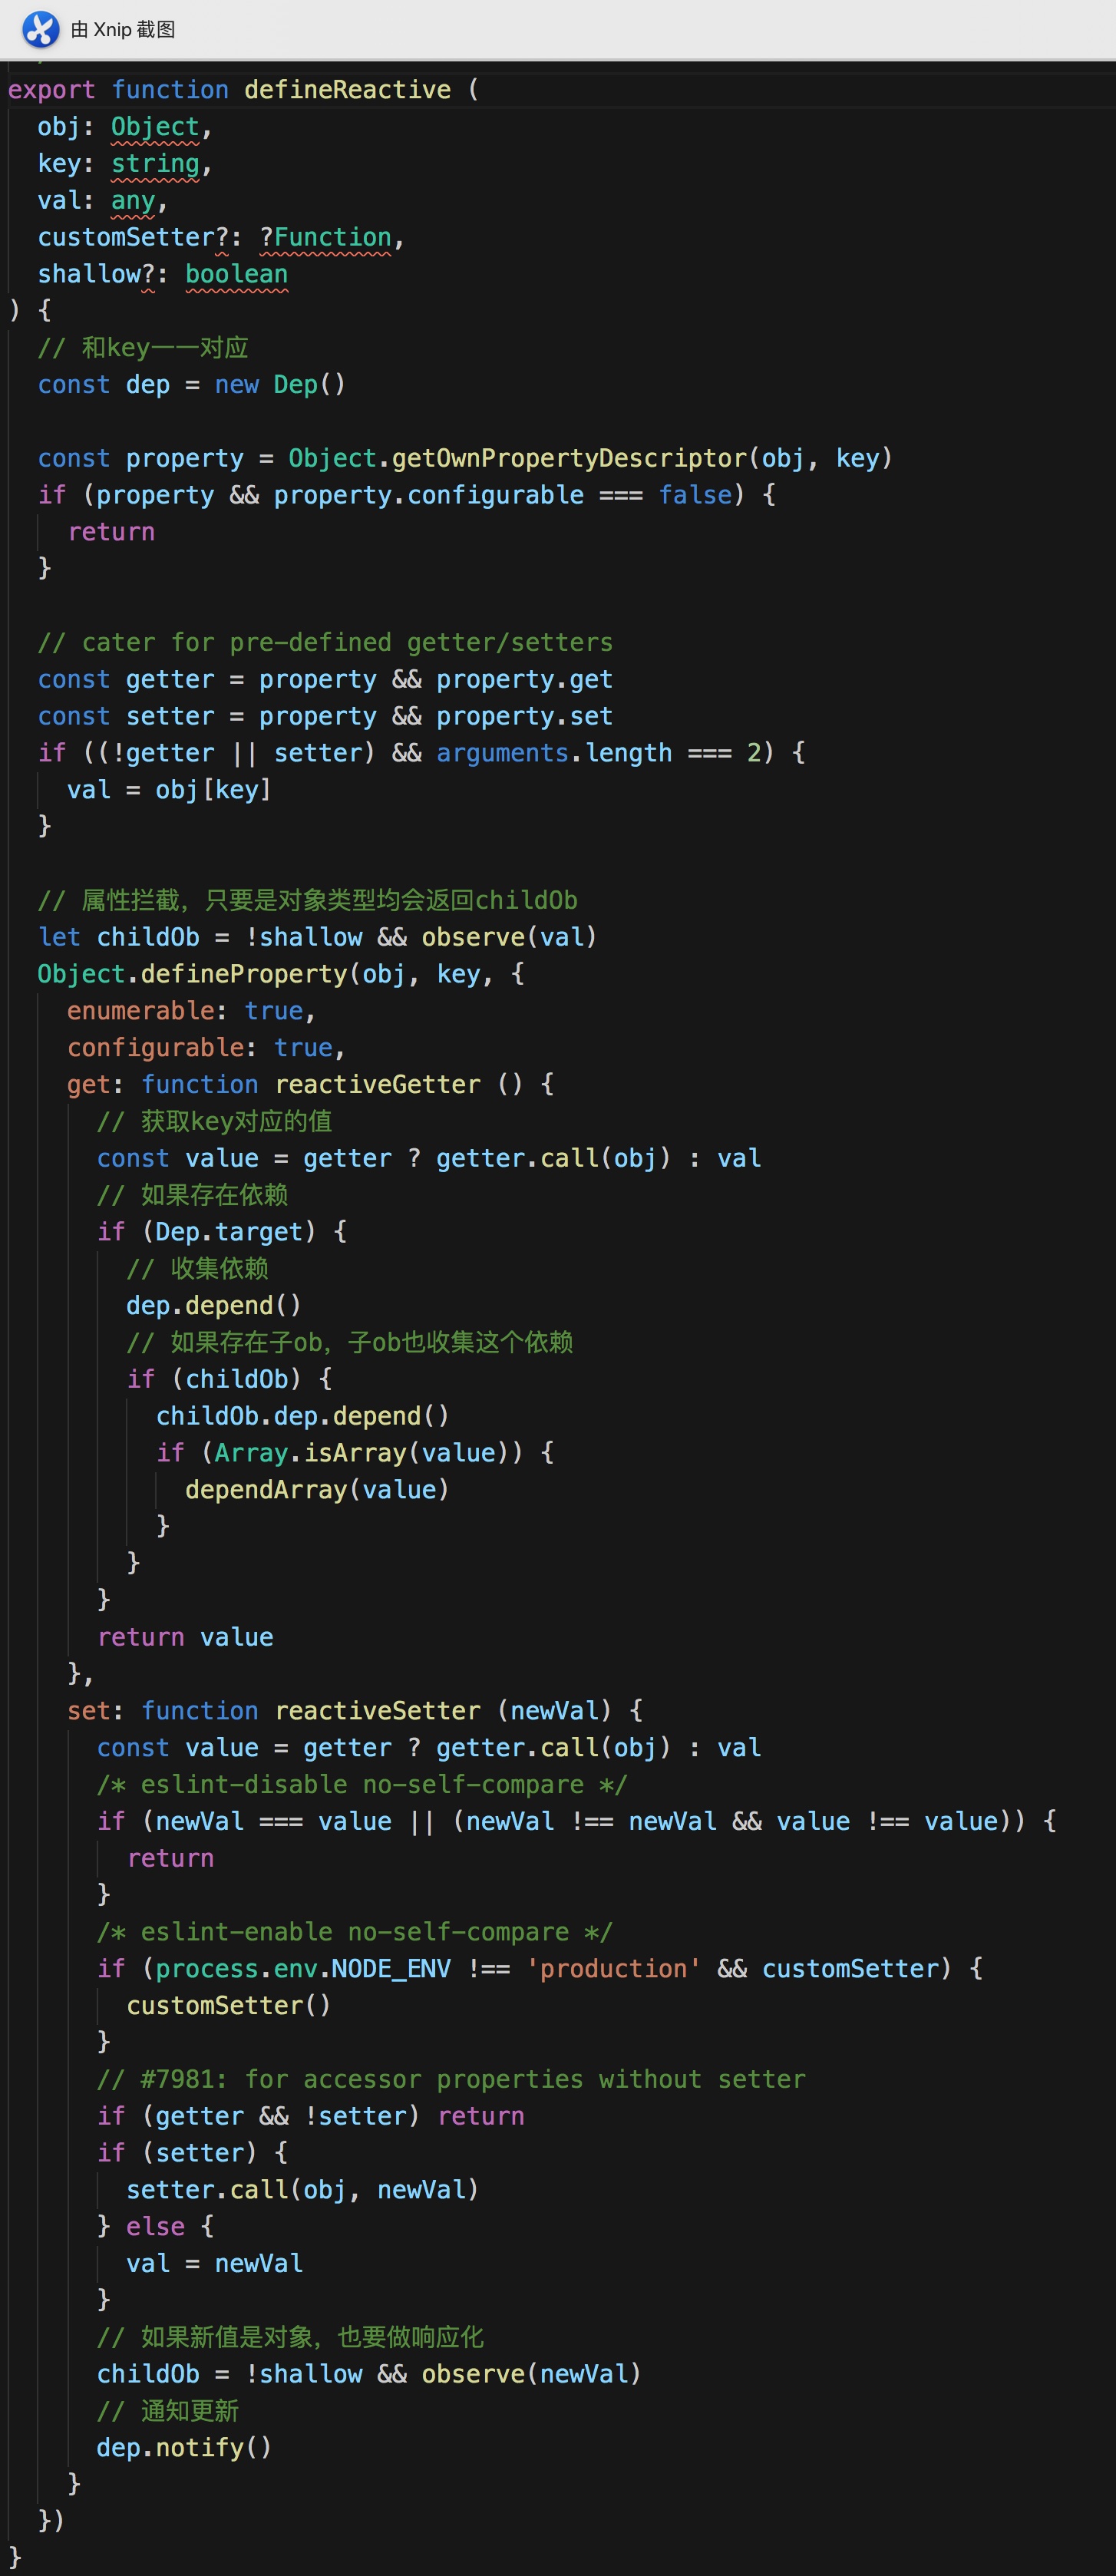 由 Xnip 截图
export function defineReactive (
  obj: Object,
  key: string,
  val: any,
  customSetter?: ?Function,
  shallow?: boolean
) {
  // 和key一一对应
  const dep = new Dep()

  const property = Object.getOwnPropertyDescriptor(obj, key)
  if (property && property.configurable === false) {
    return
  }

  // cater for pre-defined getter/setters
  const getter = property && property.get
  const setter = property && property.set
  if ((!getter || setter) && arguments.length === 2) {
    val = obj[key]
  }

  // 属性拦截，只要是对象类型均会返回childOb
  let childOb = !shallow && observe(val)
  Object.defineProperty(obj, key, {
    enumerable: true,
    configurable: true,
    get: function reactiveGetter () {
      // 获取key对应的值
      const value = getter ? getter.call(obj) : val
      // 如果存在依赖
      if (Dep.target) {
        // 收集依赖
        dep.depend()
        // 如果存在子ob，子ob也收集这个依赖
        if (childOb) {
          childOb.dep.depend()
          if (Array.isArray(value)) {
            dependArray(value)
          }
        }
      }
      return value
    },
    set: function reactiveSetter (newVal) {
      const value = getter ? getter.call(obj) : val
      /* eslint-disable no-self-compare */
      if (newVal === value || (newVal !== newVal && value !== value)) {
        return
      }
      /* eslint-enable no-self-compare */
      if (process.env.NODE_ENV !== 'production' && customSetter) {
        customSetter()
      }
      // #7981: for accessor properties without setter
      if (getter && !setter) return
      if (setter) {
        setter.call(obj, newVal)
      } else {
        val = newVal
      }
      // 如果新值是对象，也要做响应化
      childOb = !shallow && observe(newVal)
      // 通知更新
      dep.notify()
    }
  })
}